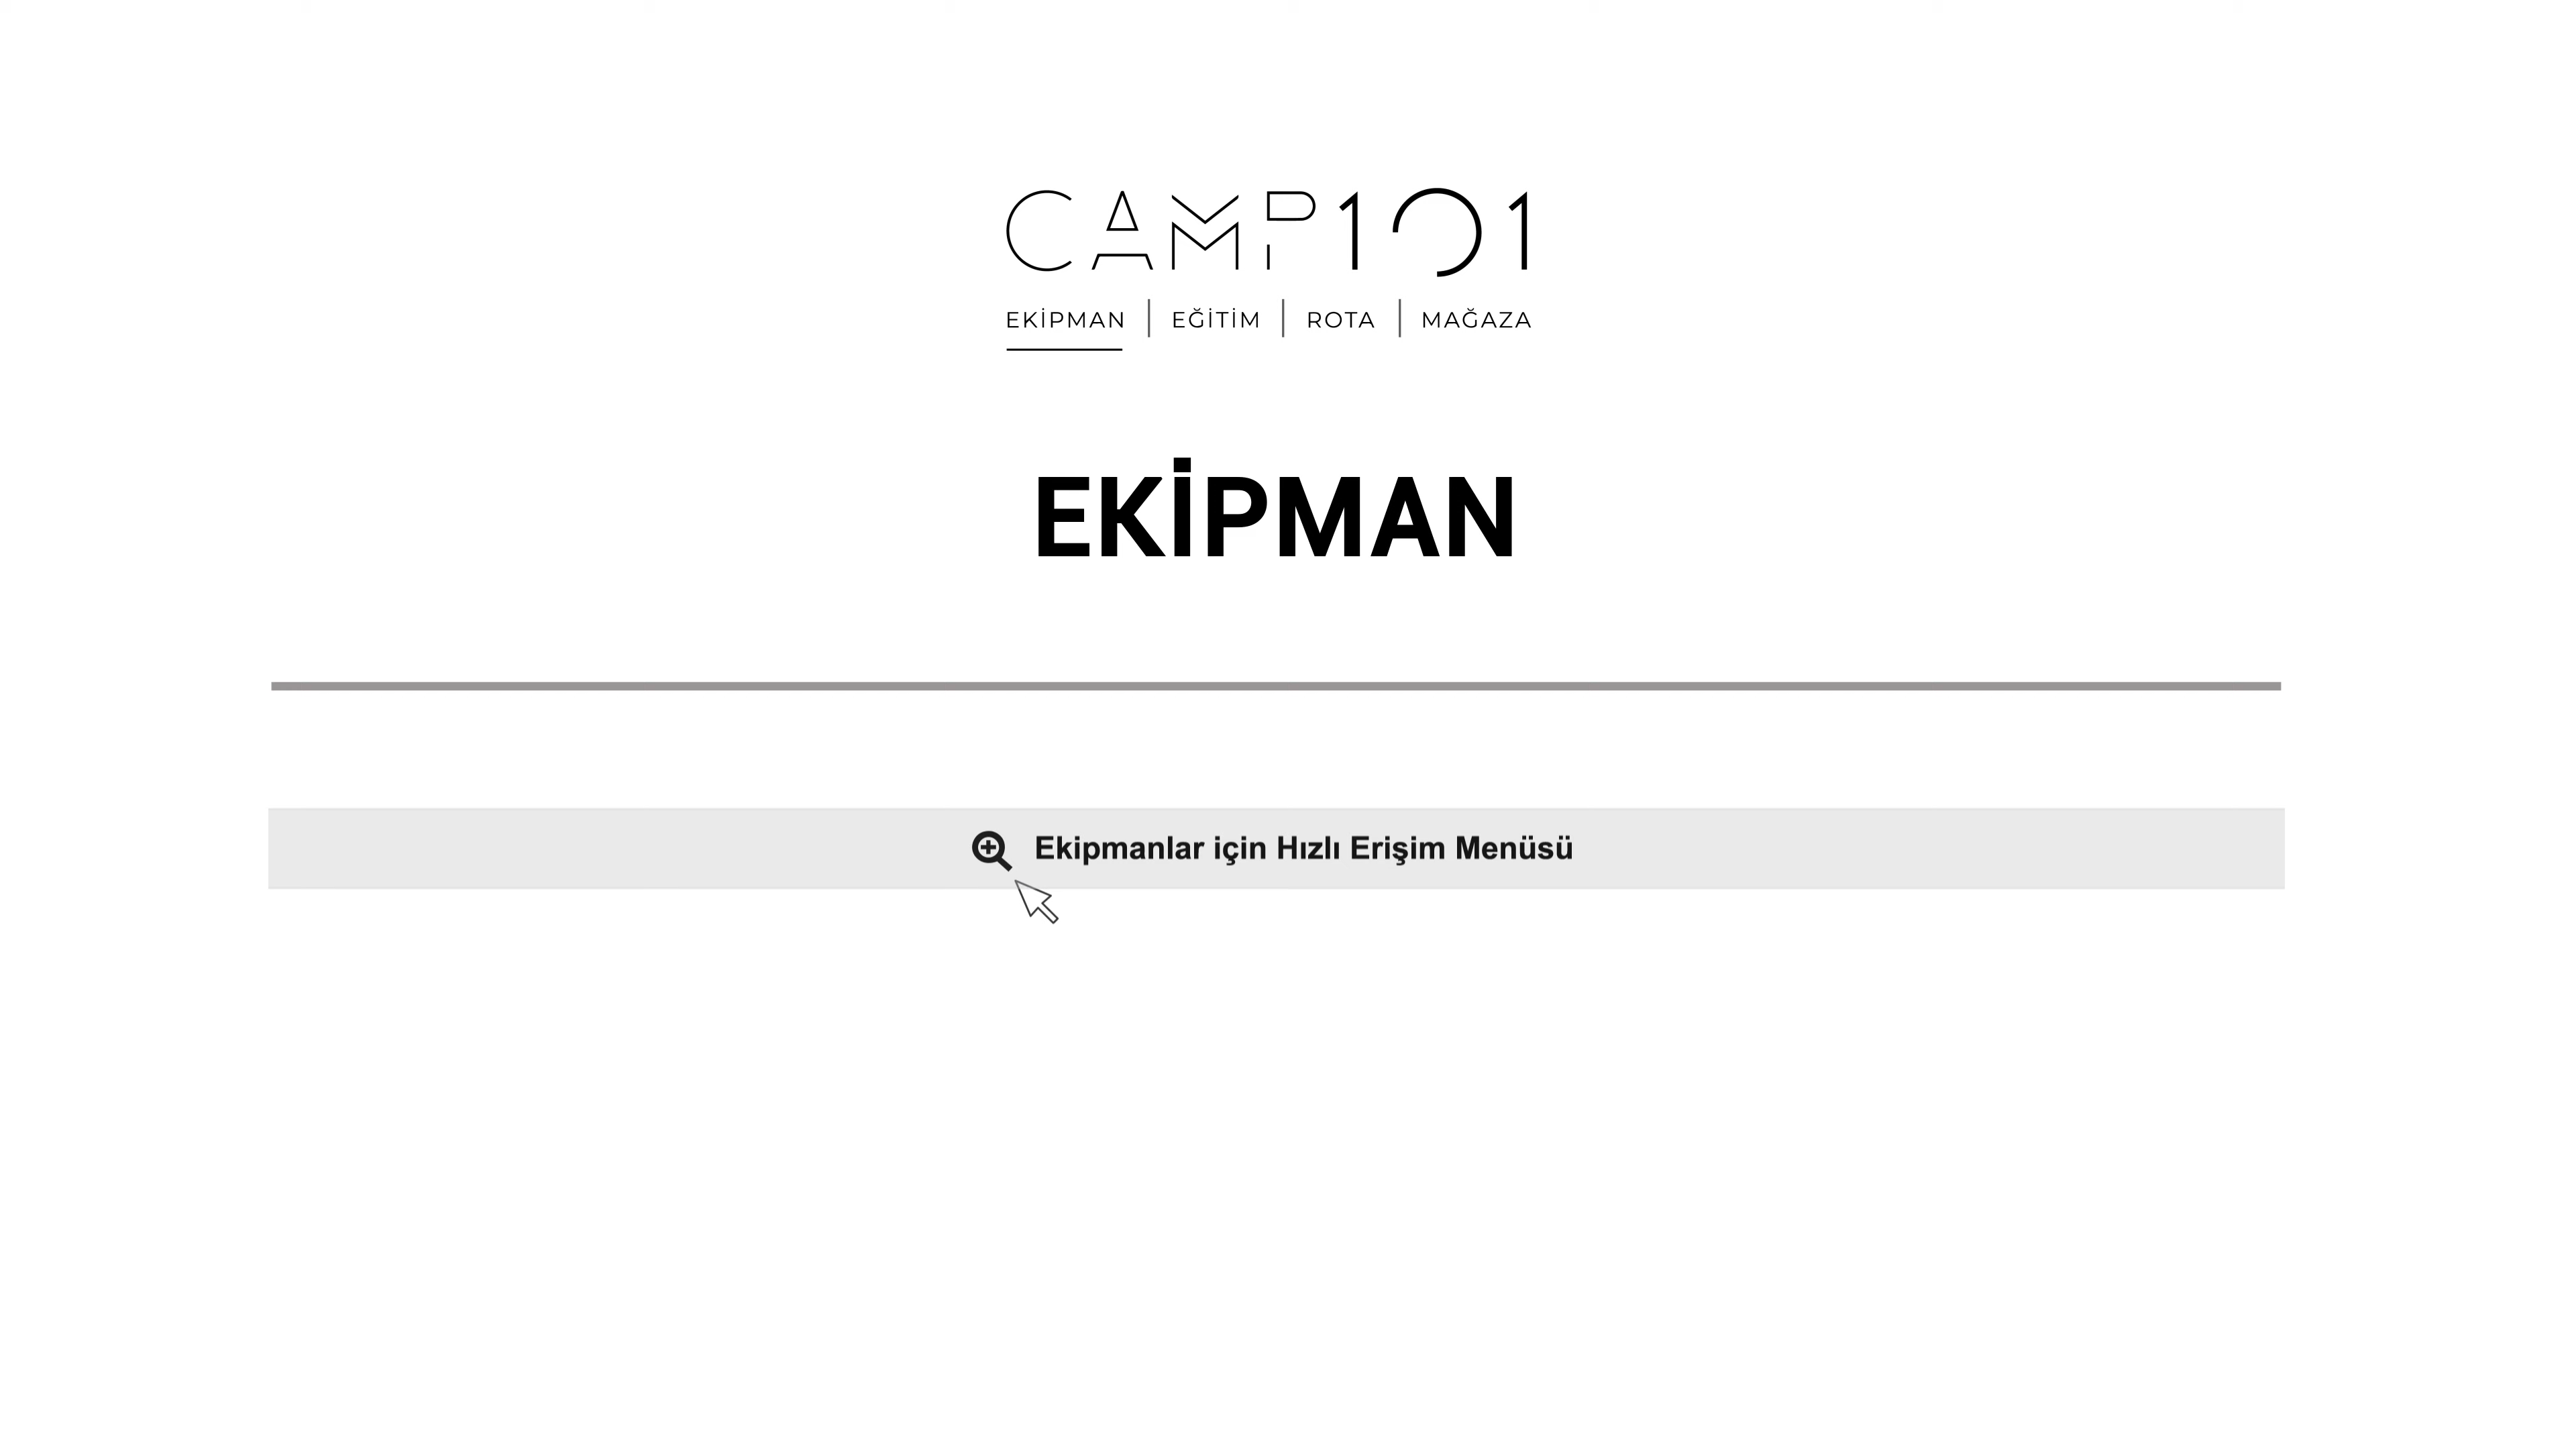 CAMP101
EKİPMAN | EĞİTİM | ROTA | MAĞAZA
EKİPMAN
Ekipmanlar için Hızlı Erişim Menüsü